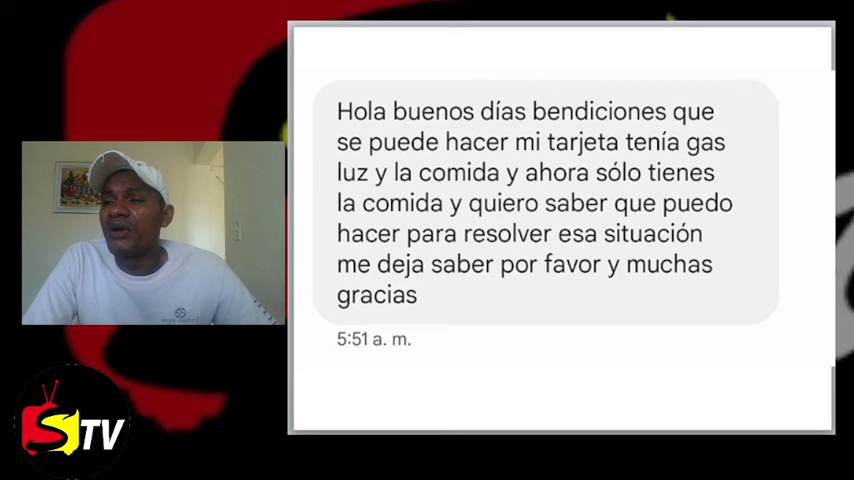 Hola buenos días bendiciones que
se puede hacer mi tarjeta tenía gas
luz y la comida y ahora sólo tienes
la comida y quiero saber que puedo
hacer para resolver esa situación
me deja saber por favor y muchas
gracias
5:51 a. m.
STV